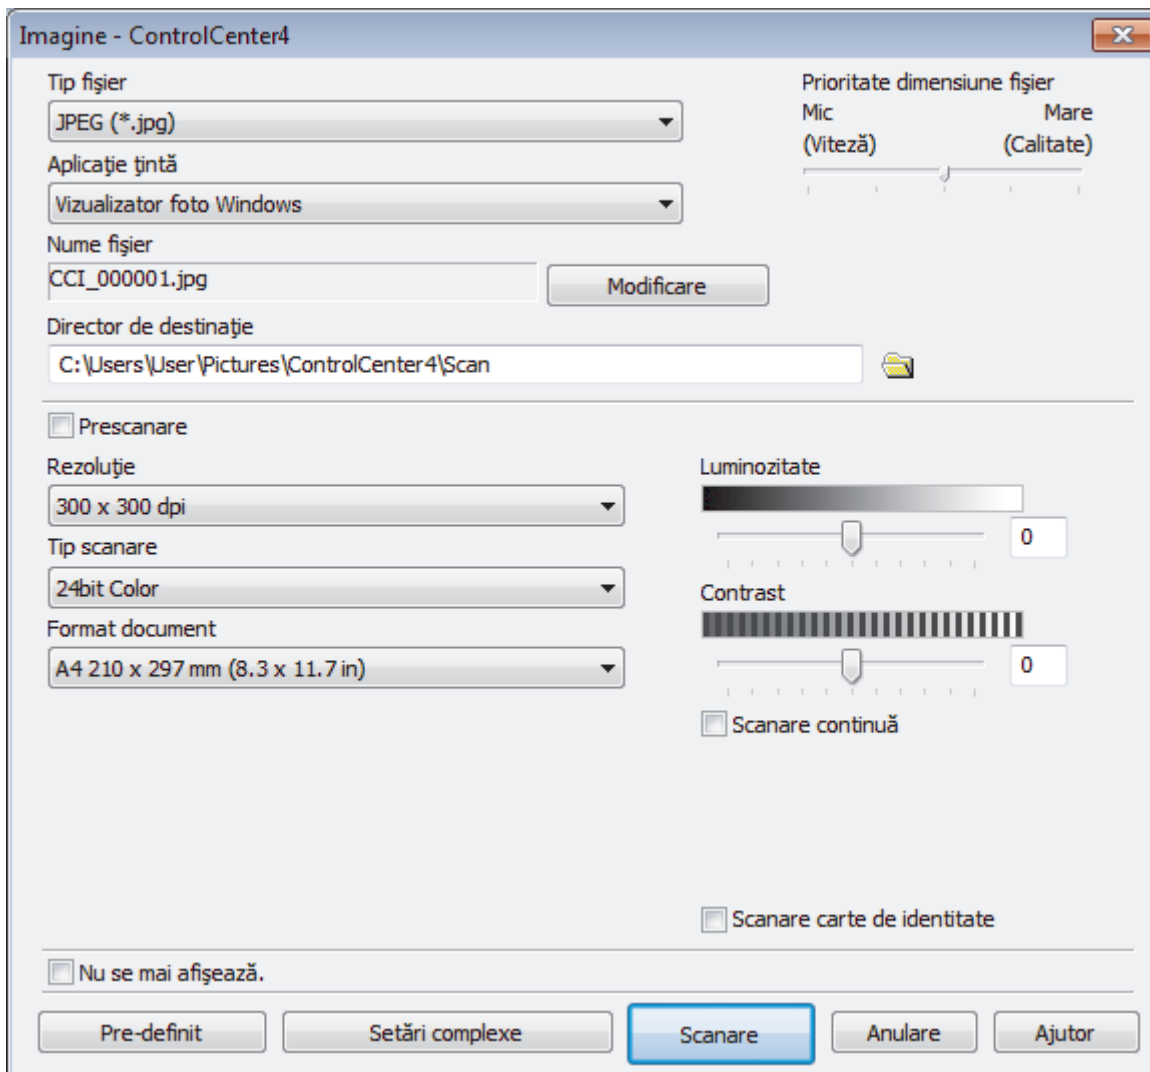 Imagine - ControlCenter4
Tip fişier
JPEG (*.jpg)
Prioritate dimensiune fişier
Mic Mare
(Viteză) (Calitate)
Aplicaţie ţintă
Vizualizator foto Windows
Nume fişier
CCI_000001.jpg
Modificare
Director de destinaţie
C:\Users\User\Pictures\ControlCenter4\Scan
Prescanare
Rezoluţie
300 x 300 dpi
Tip scanare
24bit Color
Format document
A4 210 x 297 mm (8.3 x 11.7 in)
Luminozitate
0
Contrast
0
Scanare continuă
Scanare carte de identitate
Nu se mai afişează.
Pre-definit Setări complexe Scanare Anulare Ajutor